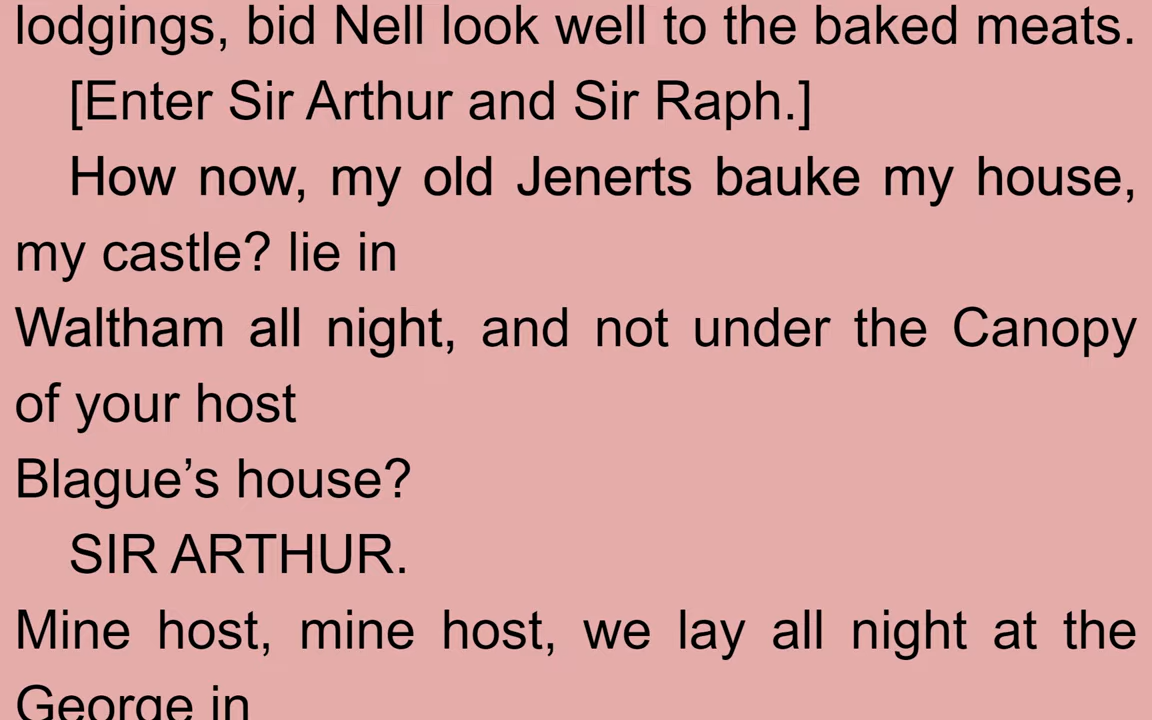 lodgings, bid Nell look well to the baked meats.
[Enter Sir Arthur and Sir Raph.]
How now, my old Jenerts bauke my house,
my castle? lie in
Waltham all night, and not under the Canopy
of your host
Blague’s house?
SIR ARTHUR.
Mine host, mine host, we lay all night at the
George in